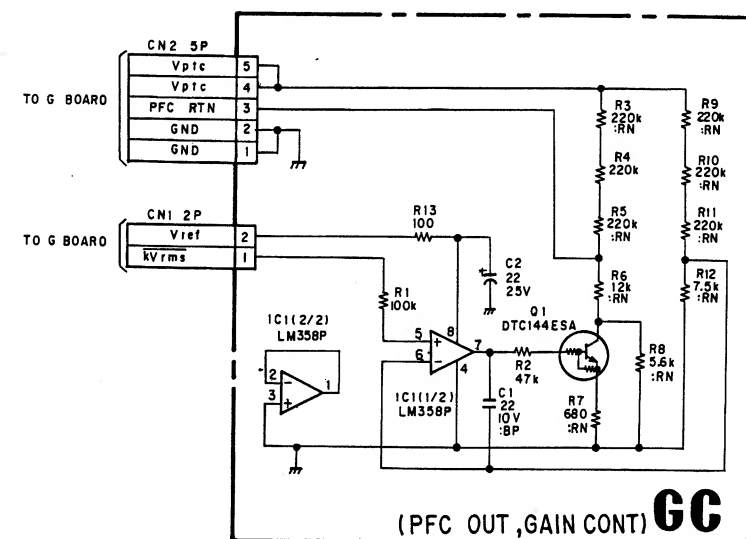 CN2 5P
Vptc 5
Vptc 4
PFC RTN 3
GND 2
GND 1
TO G BOARD
CN1 2P
Vref 2
kVrms 1
TO G BOARD
R13
100
R1
100k
C2
22
25V
+
R3
220k
:RN
R4
220k
R5
220k
:RN
R6
12k
:RN
R9
220k
:RN
R10
220k
:RN
R11
220k
:RN
R12
7.5k
:RN
Q1
DTC144ESA
R8
5.6k
:RN
R7
680
:RN
R2
47k
C1
22
10V
:BP
IC1(2/2)
LM358P
2 −
3 +
1
5 +
6 −
8
7
4
IC1(1/2)
LM358P
(PFC OUT,GAIN CONT) GC